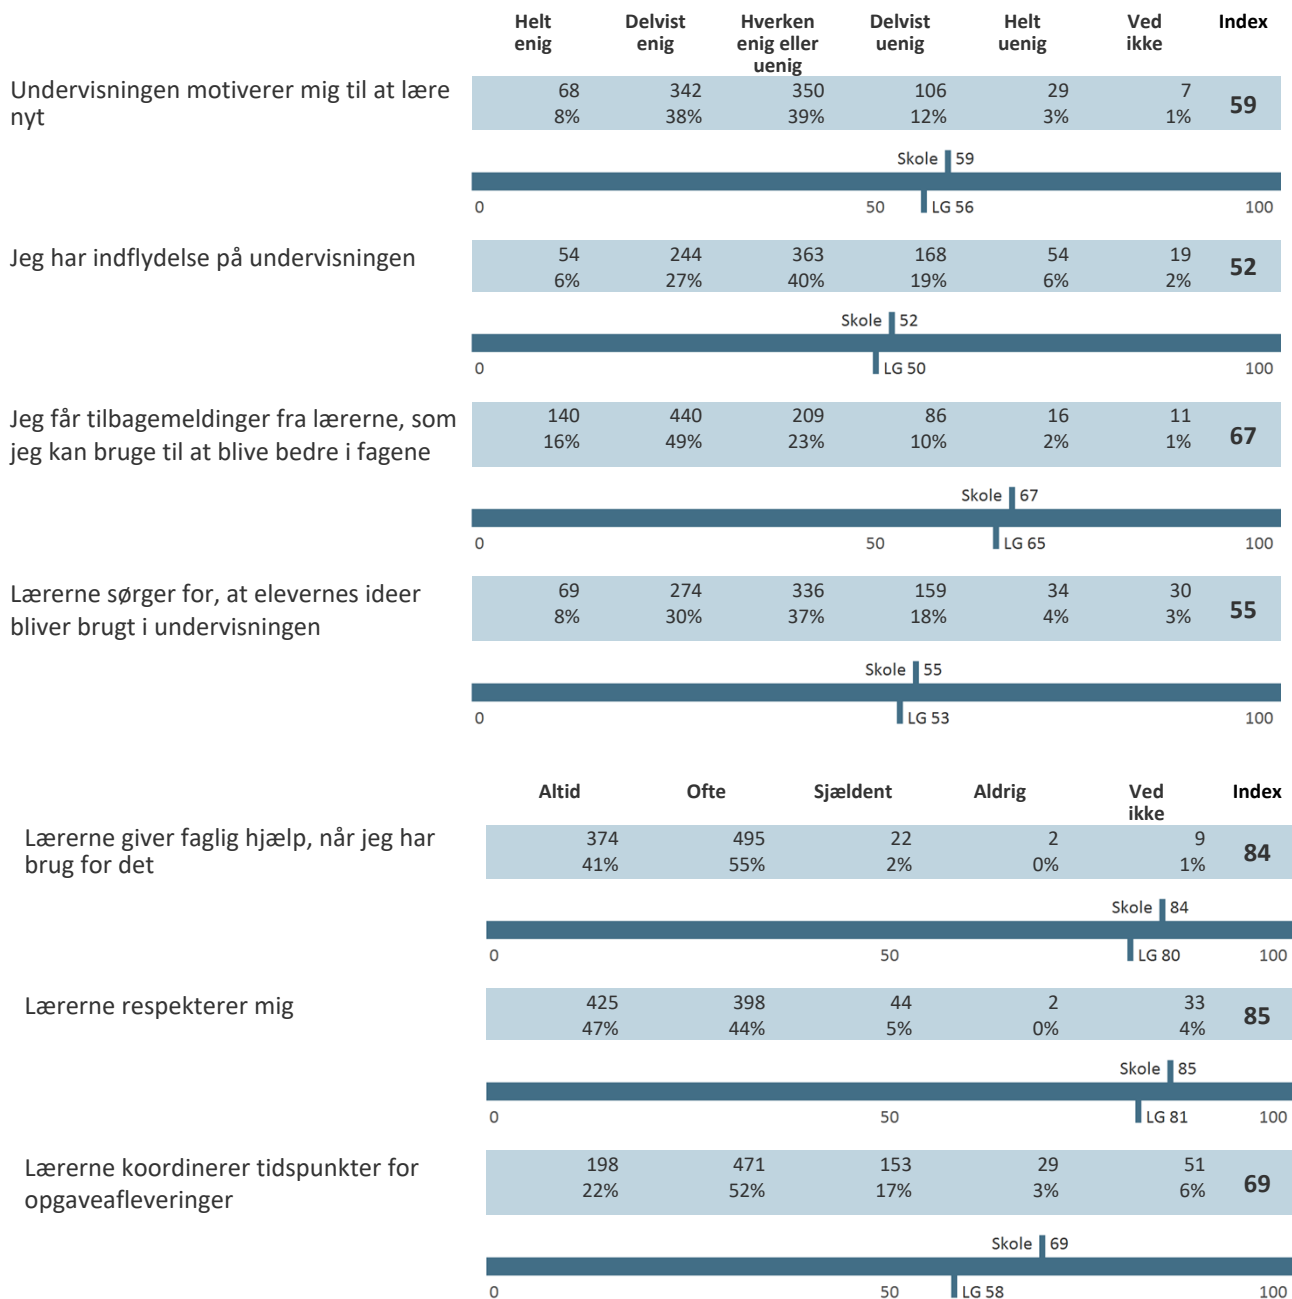 Helt Delvist Hverken Delvist Helt Ved Index
enig enig enig eller uenig uenig ikke
uenig
Undervisningen motiverer mig til at lære 68 342 350 106 29 7 59
nyt 8% 38% 39% 12% 3% 1%
Skole 59
0 50 LG 56 100
Jeg har indflydelse på undervisningen 54 244 363 168 54 19 52
6% 27% 40% 19% 6% 2%
Skole 52
0 LG 50 100
Jeg får tilbagemeldinger fra lærerne, som 140 440 209 86 16 11 67
jeg kan bruge til at blive bedre i fagene 16% 49% 23% 10% 2% 1%
Skole 67
0 50 LG 65 100
Lærerne sørger for, at elevernes ideer 69 274 336 159 34 30 55
bliver brugt i undervisningen 8% 30% 37% 18% 4% 3%
Skole 55
0 LG 53 100
Altid Ofte Sjældent Aldrig Ved Index
ikke
Lærerne giver faglig hjælp, når jeg har 374 495 22 2 9 84
brug for det 41% 55% 2% 0% 1%
Skole 84
0 50 LG 80 100
Lærerne respekterer mig 425 398 44 2 33 85
47% 44% 5% 0% 4%
Skole 85
0 50 LG 81 100
Lærerne koordinerer tidspunkter for 198 471 153 29 51 69
opgaveafleveringer 22% 52% 17% 3% 6%
Skole 69
0 50 LG 58 100